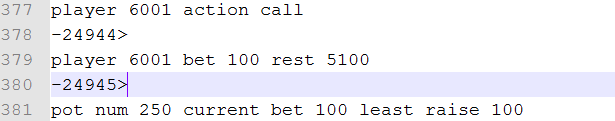 377 player 6001 action call
378 -24944>
379 player 6001 bet 100 rest 5100
380 -24945>
381 pot num 250 current bet 100 least raise 100